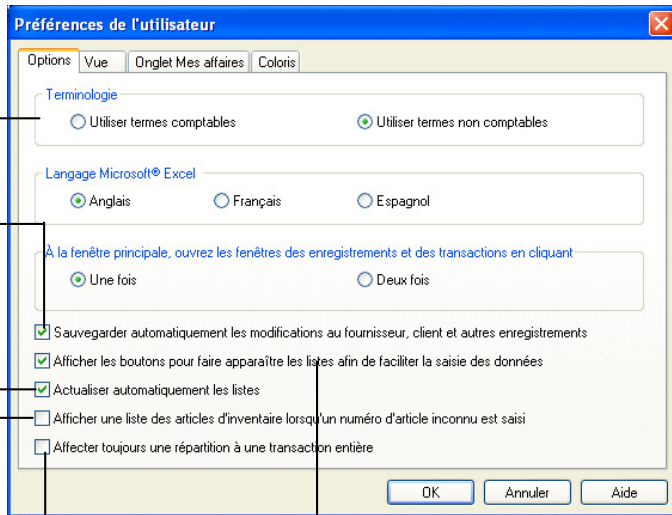 Préférences de l'utilisateur
Options Vue Onglet Mes affaires Coloris
Terminologie
Utiliser termes comptables Utiliser termes non comptables
Langage Microsoft® Excel
Anglais Français Espagnol
À la fenêtre principale, ouvrez les fenêtres des enregistrements et des transactions en cliquant
Une fois Deux fois
Sauvegarder automatiquement les modifications au fournisseur, client et autres enregistrements
Afficher les boutons pour faire apparaître les listes afin de faciliter la saisie des données
Actualiser automatiquement les listes
Afficher une liste des articles d'inventaire lorsqu'un numéro d'article inconnu est saisi
Affecter toujours une répartition à une transaction entière
OK Annuler Aide